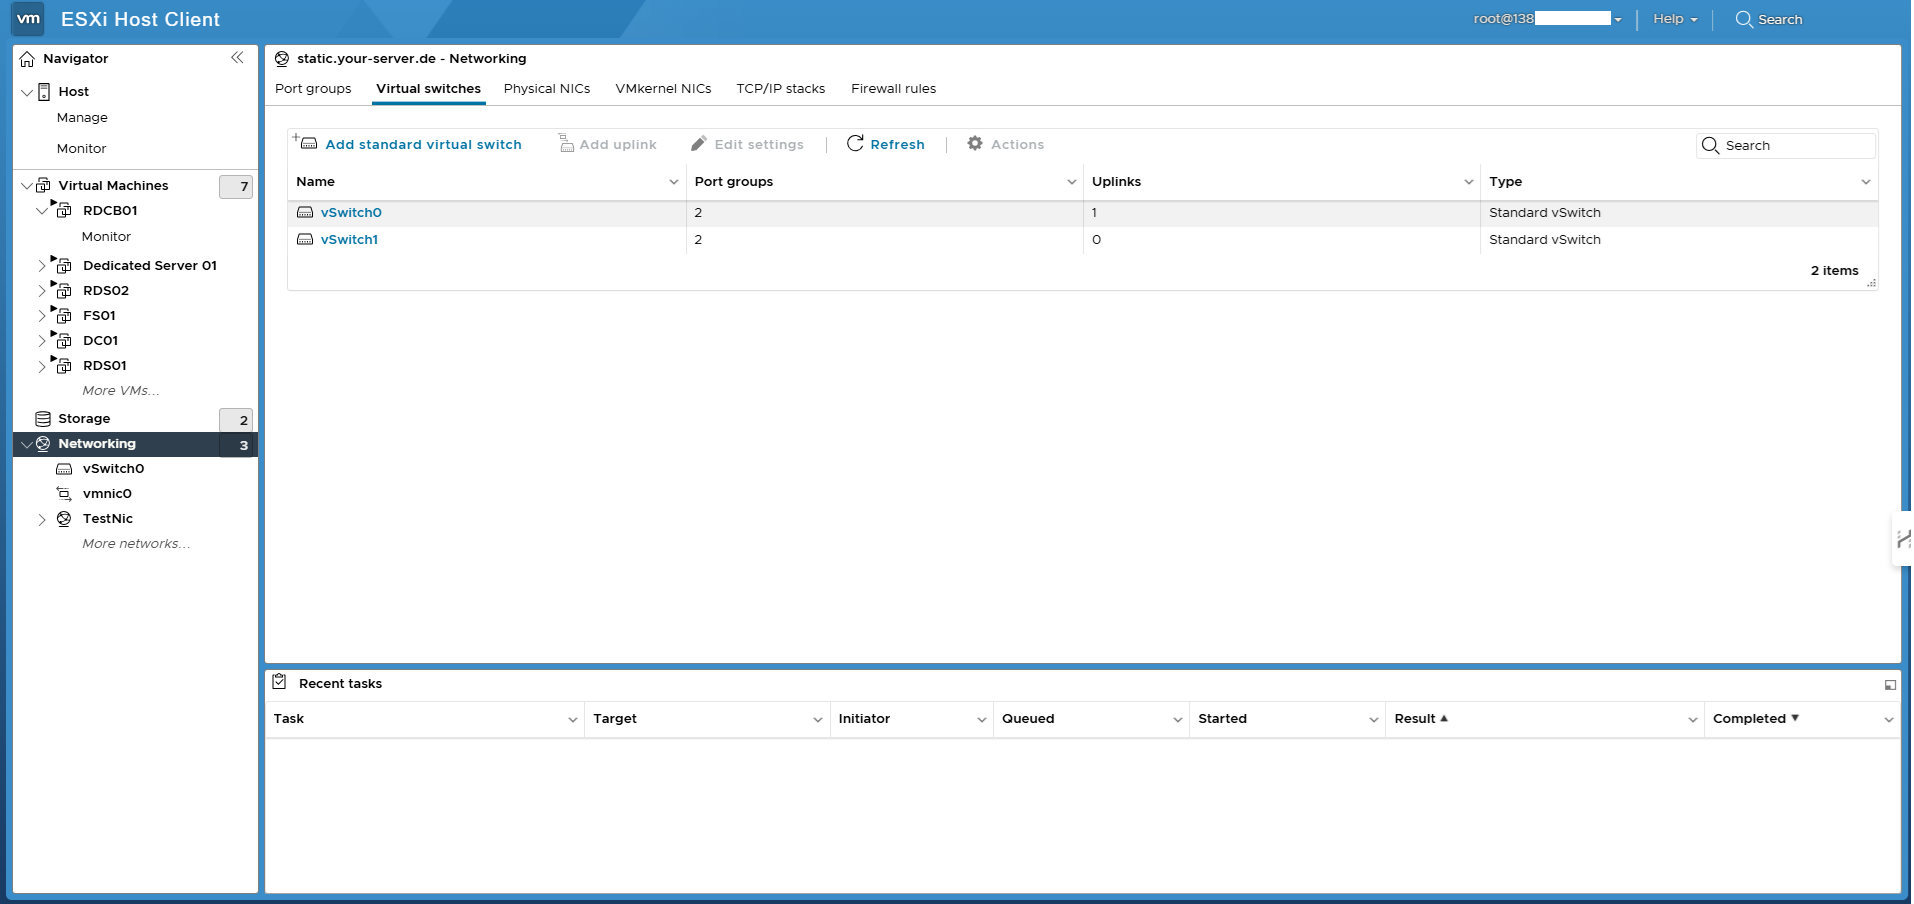 vm ESXi Host Client
root@138 Help Search
Navigator
Host
Manage
Monitor
Virtual Machines 7
RDCB01
Monitor
Dedicated Server 01
RDS02
FS01
DC01
RDS01
More VMs...
Storage 2
Networking 3
vSwitch0
vmnic0
TestNic
More networks...
static.your-server.de - Networking
Port groups Virtual switches Physical NICs VMkernel NICs TCP/IP stacks Firewall rules
Add standard virtual switch Add uplink Edit settings Refresh Actions Search
Name Port groups Uplinks Type
vSwitch0 2 1 Standard vSwitch
vSwitch1 2 0 Standard vSwitch
2 items
Recent tasks
Task Target Initiator Queued Started Result ▲ Completed ▼